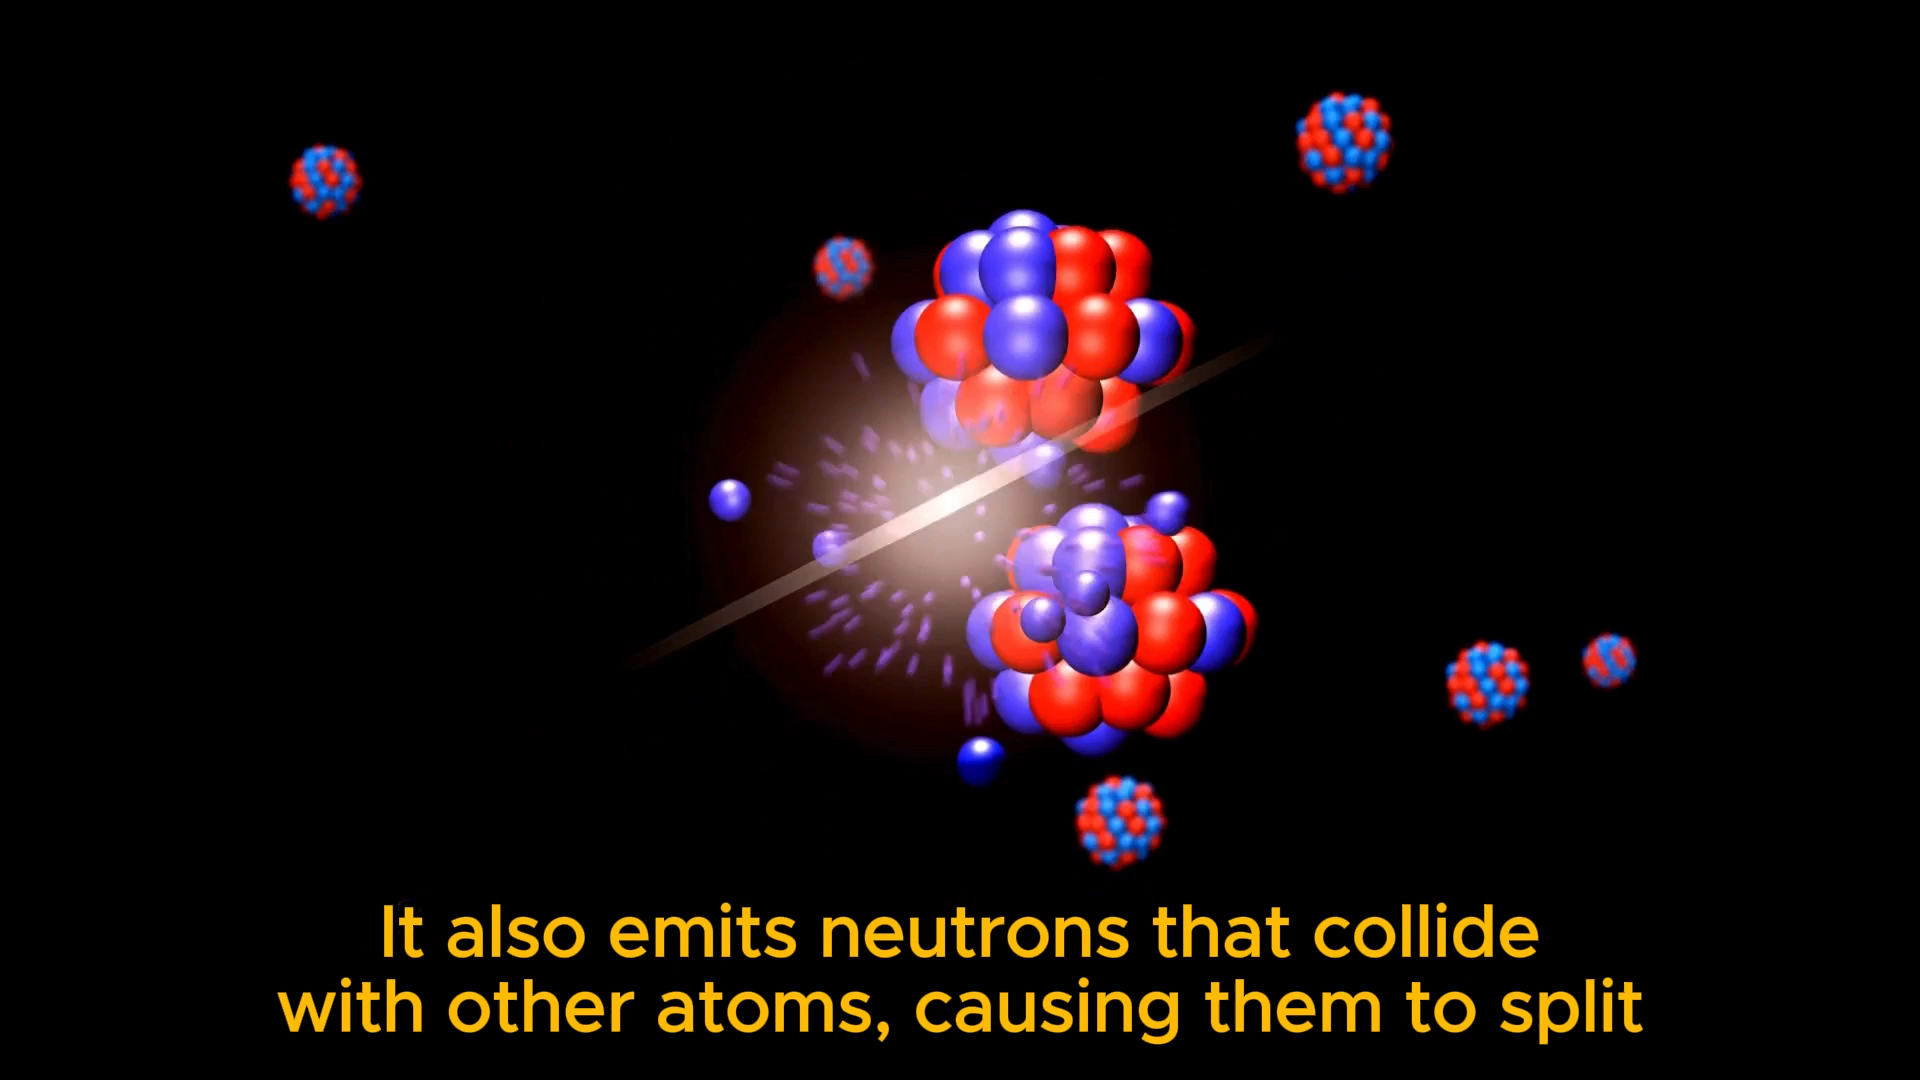 It also emits neutrons that collide
with other atoms, causing them to split